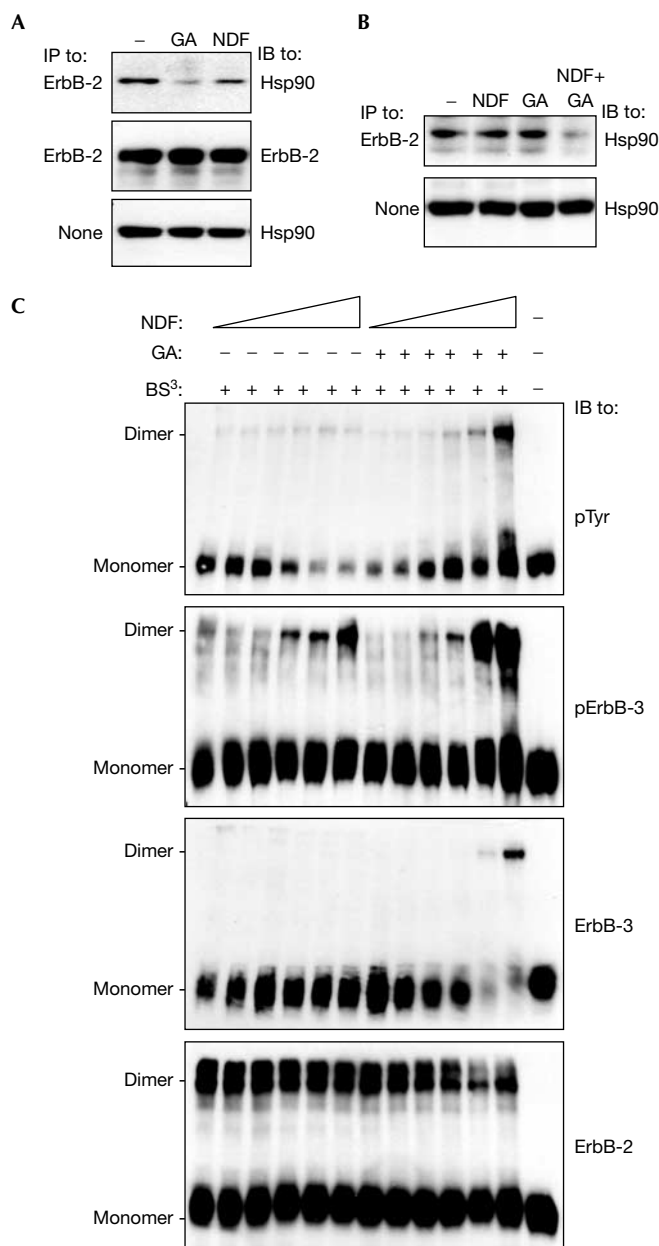 A
– GA NDF
IP to: IB to:
ErbB-2 Hsp90
ErbB-2 ErbB-2
None Hsp90
B
NDF+
– NDF GA GA
IP to: IB to:
ErbB-2 Hsp90
None Hsp90
C
NDF: –
GA: – – – – – – + + + + + + –
BS³: + + + + + + + + + + + + –
IB to:
Dimer
pTyr
Monomer
Dimer
pErbB-3
Monomer
Dimer
ErbB-3
Monomer
Dimer
ErbB-2
Monomer